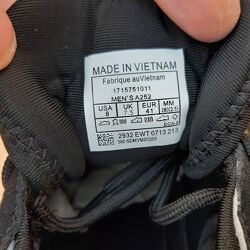 MADE IN VIETNAM
Fabrique auVietnam
1715751011
MEN'S A252
USA UK EUR MM
8 7.5 41
2932 EWT 0713 213